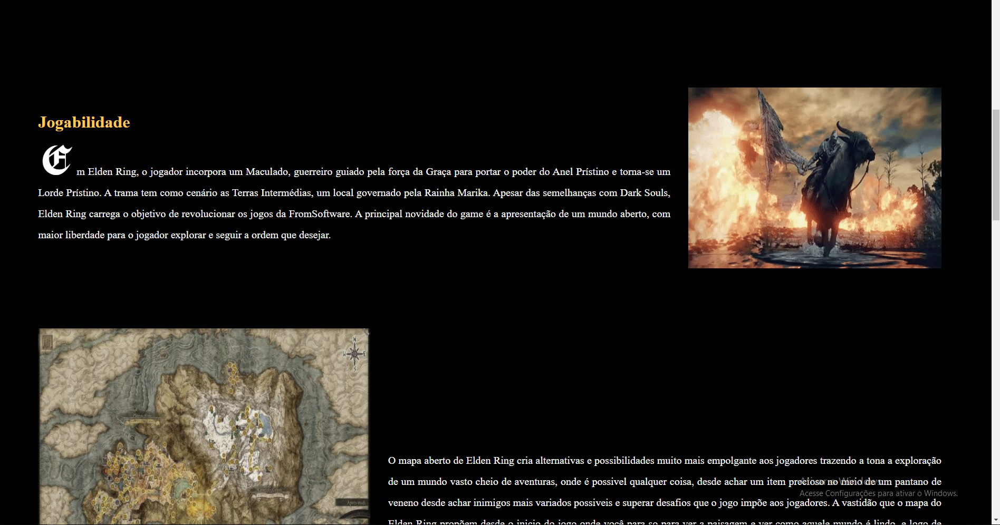 Jogabilidade
Em Elden Ring, o jogador incorpora um Maculado, guerreiro guiado pela força da Graça para portar o poder do Anel Prístino e torna-se um
Lorde Prístino. A trama tem como cenário as Terras Intermédias, um local governado pela Rainha Marika. Apesar das semelhanças com Dark Souls,
Elden Ring carrega o objetivo de revolucionar os jogos da FromSoftware. A principal novidade do game é a apresentação de um mundo aberto, com
maior liberdade para o jogador explorar e seguir a ordem que desejar.
N
W E
S
O mapa aberto de Elden Ring cria alternativas e possibilidades muito mais empolgante aos jogadores trazendo a tona a exploração
de um mundo vasto cheio de aventuras, onde é possivel qualquer coisa, desde achar um item precioso no meio de um pantano de
veneno desde achar inimigos mais variados possiveis e superar desafios que o jogo impõe aos jogadores. A vastidão que o mapa do
Elden Ring propõem desde o inicio do jogo onde você para so para ver a paisagem e ver como aquele mundo é lindo, e logo de
Ativar o Windows
Acesse Configurações para ativar o Windows.